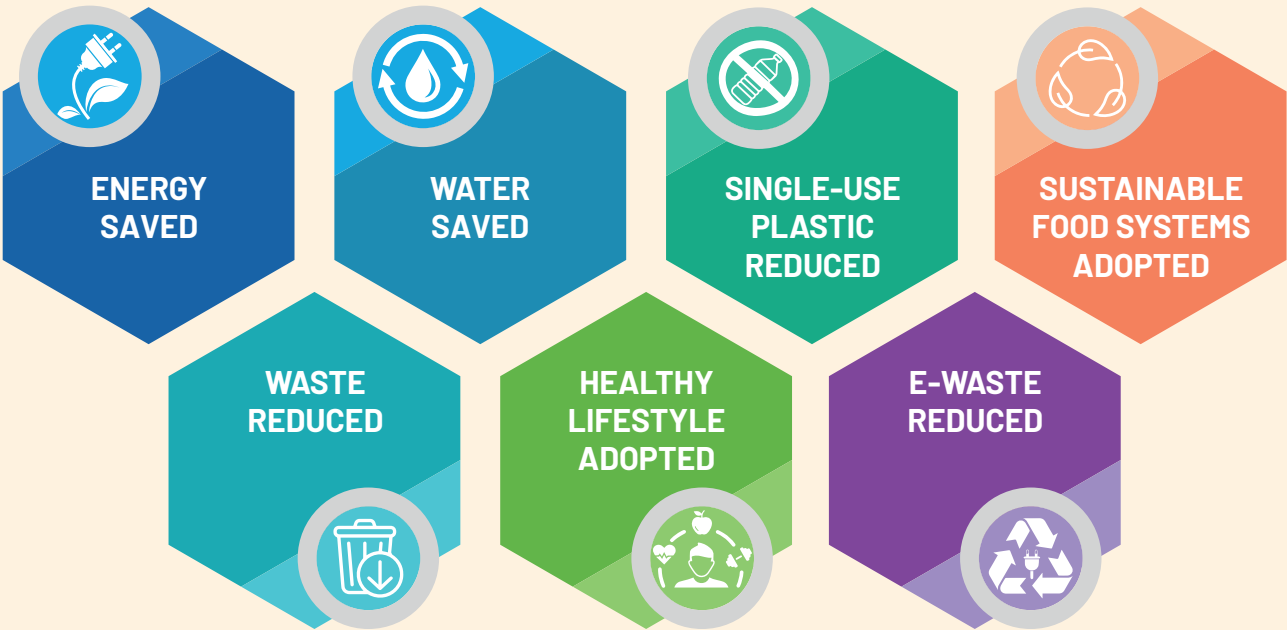 ENERGY
SAVED
WATER
SAVED
SINGLE-USE
PLASTIC
REDUCED
SUSTAINABLE
FOOD SYSTEMS
ADOPTED
WASTE
REDUCED
HEALTHY
LIFESTYLE
ADOPTED
E-WASTE
REDUCED